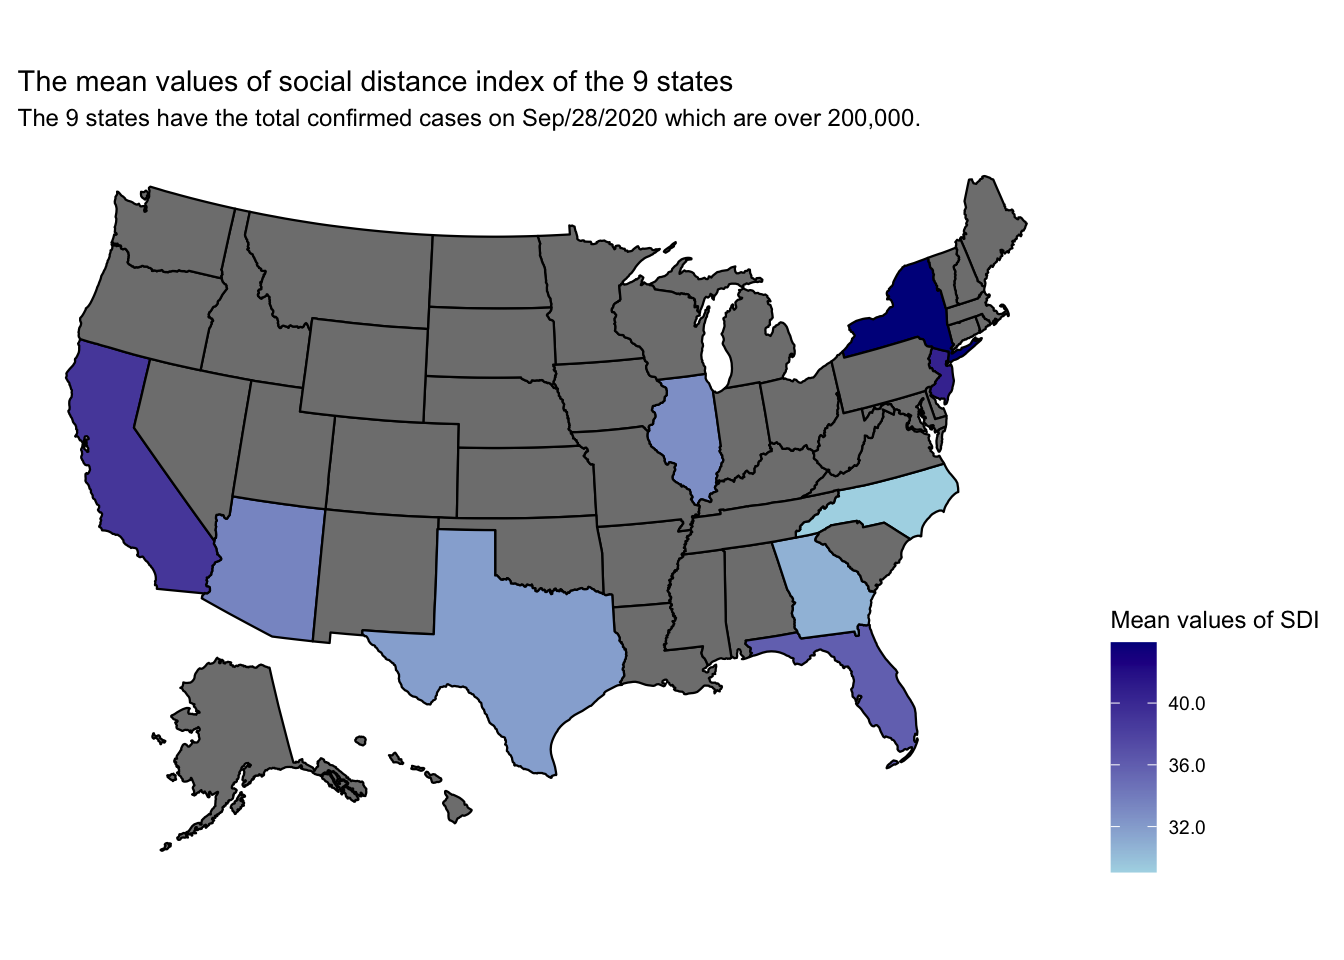 The mean values of social distance index of the 9 states
The 9 states have the total confirmed cases on Sep/28/2020 which are over 200,000.
Mean values of SDI
40.0
36.0
32.0